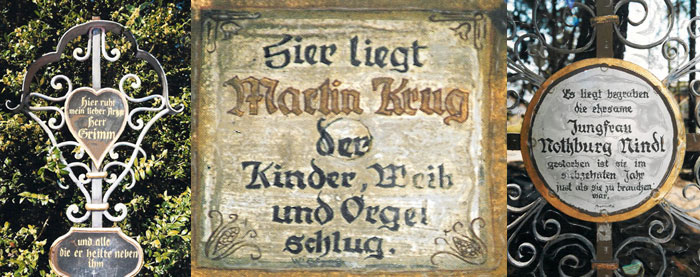 Hier ruht
mein lieber Arzt
Herr
Grimm
und alle
die er heilte neben
ihm
Hier liegt
Martin Krug
der
Kinder, Weib
und Orgel
schlug.
Es liegt begraben
die ehrsame
Jungfrau
Nothburg Nindl
gestorben ist sie im
siebzehnten Jahr
just als sie zu brauchen
war.